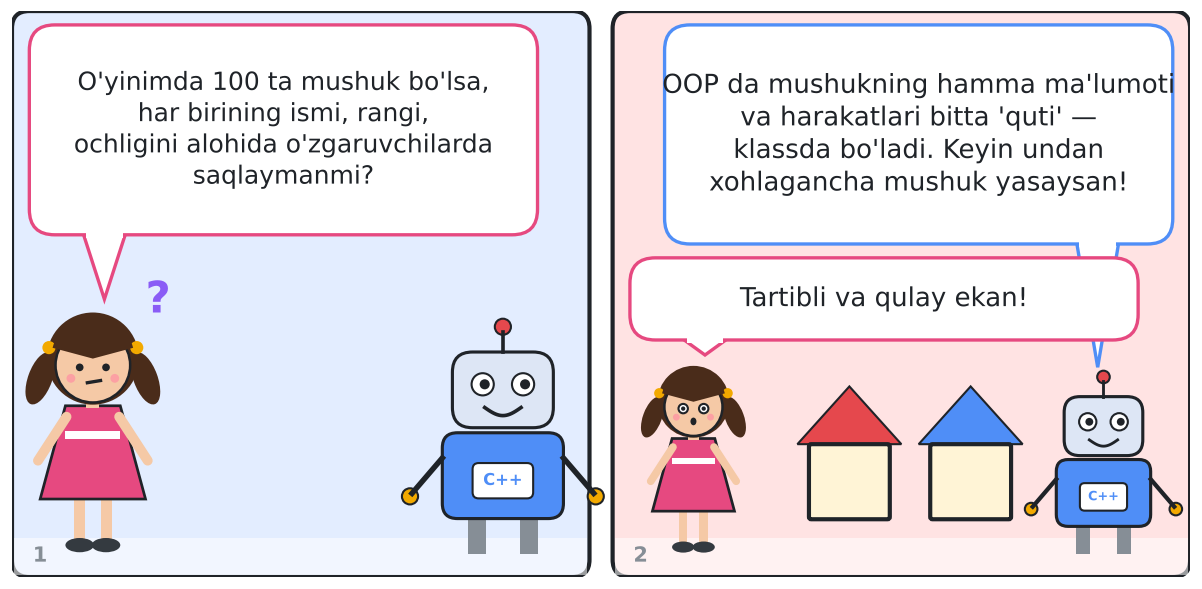 O'yinimda 100 ta mushuk bo'lsa,
har birining ismi, rangi,
ochligini alohida o'zgaruvchilarda
saqlaymanmi?
?
C++
1
OOP da mushukning hamma ma'lumoti
va harakatlari bitta 'quti' —
klassda bo'ladi. Keyin undan
xohlagancha mushuk yasaysan!
Tartibli va qulay ekan!
C++
2